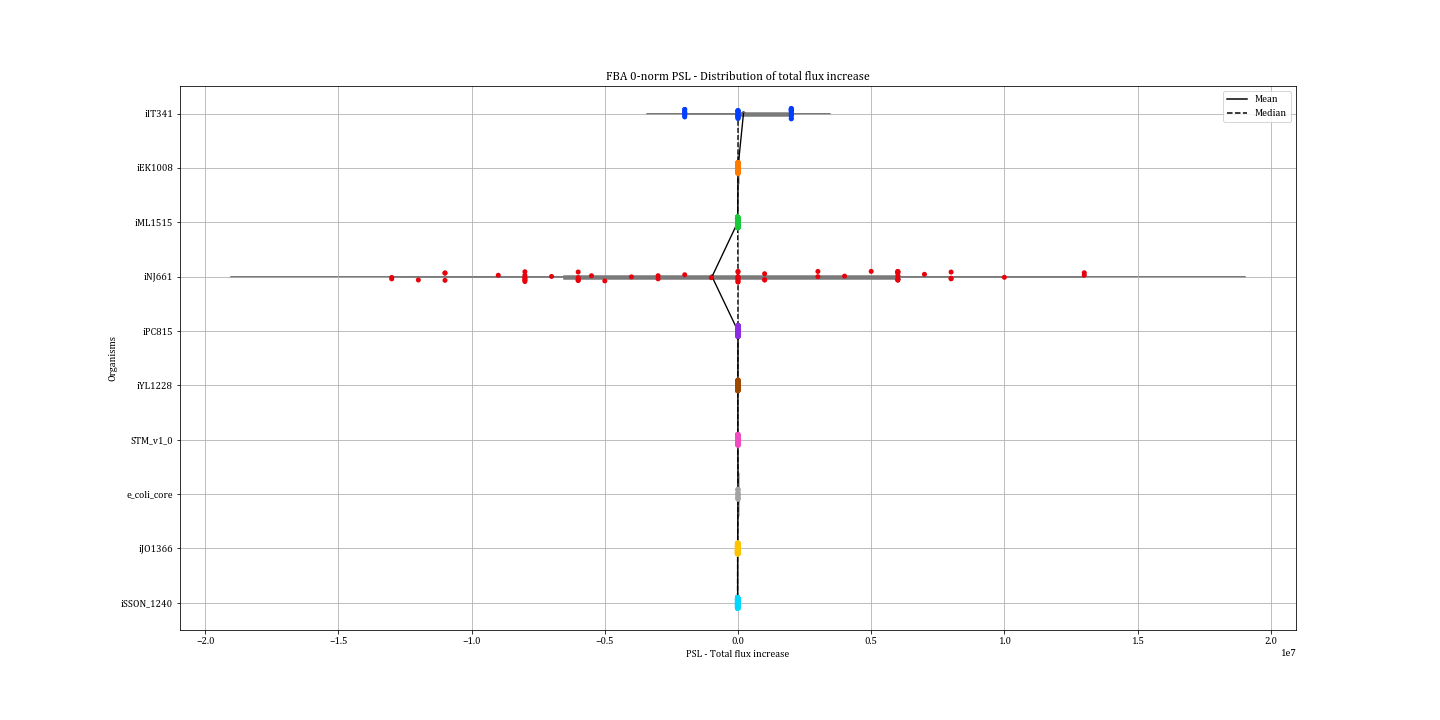 FBA 0-norm PSL - Distribution of total flux increase
Mean
Median
Organisms
iIT341
iEK1008
iML1515
iNJ661
iPC815
iYL1228
STM_v1_0
e_coli_core
iJO1366
iSSON_1240
−2.0 −1.5 −1.0 −0.5 0.0 0.5 1.0 1.5 2.0
1e7
PSL - Total flux increase